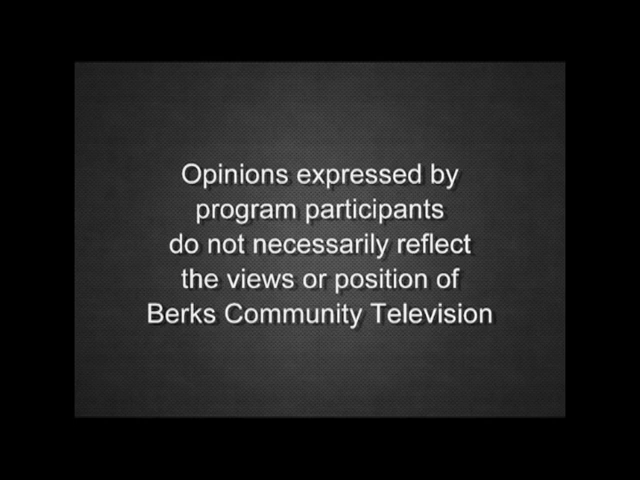 Opinions expressed by
program participants
do not necessarily reflect
the views or position of
Berks Community Television